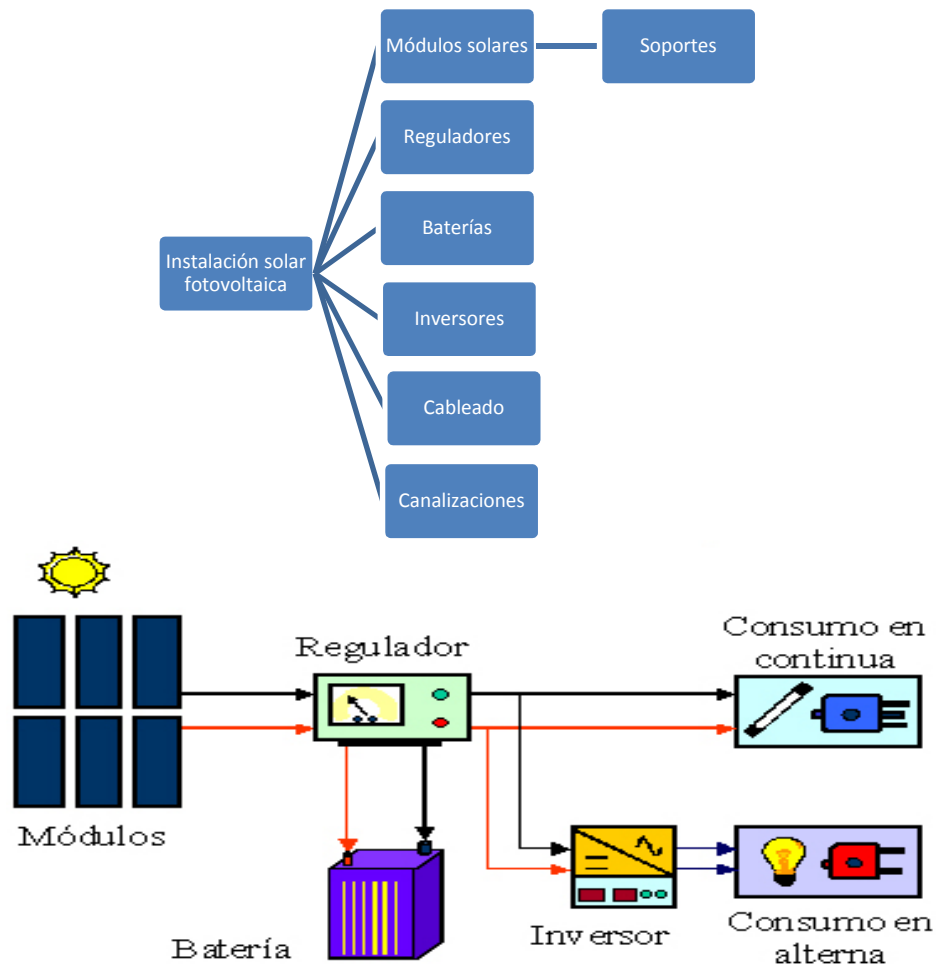 Módulos solares
Soportes
Reguladores
Baterías
Instalación solar
fotovoltaica
Inversores
Cableado
Canalizaciones
Regulador
Consumo en
continua
Módulos
Batería
Inversor
Consumo en
alterna